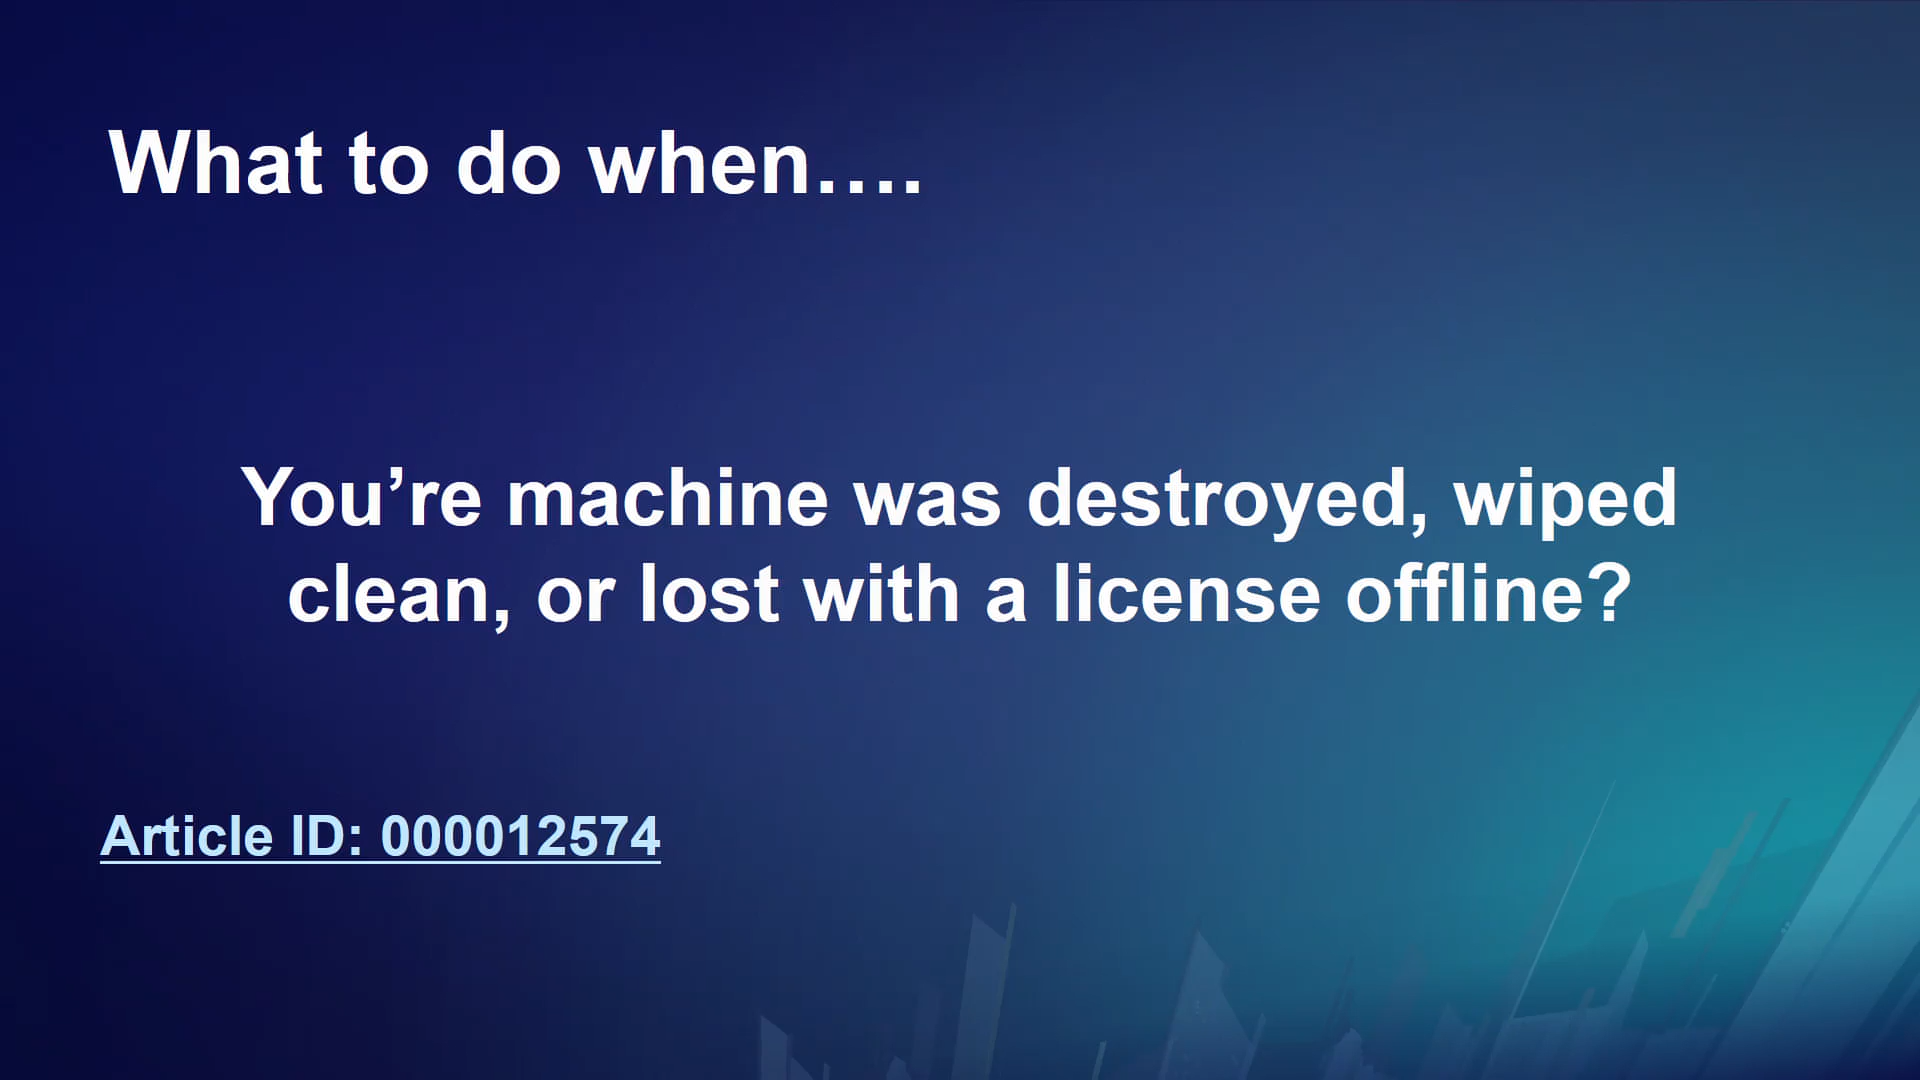 What to do when….
You’re machine was destroyed, wiped
clean, or lost with a license offline?
Article ID: 000012574